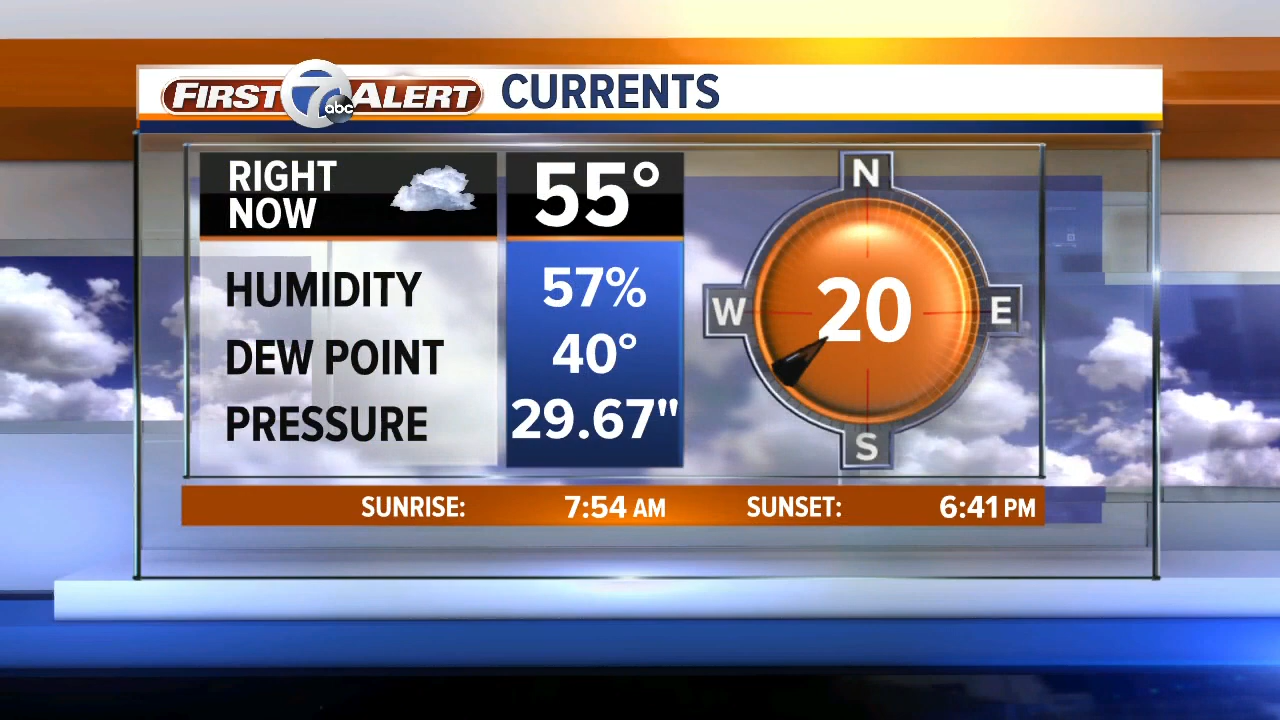 FIRST 7 abc ALERT CURRENTS
RIGHT NOW
55°
HUMIDITY 57%
DEW POINT 40°
PRESSURE 29.67"
N
W 20 E
S
SUNRISE: 7:54 AM SUNSET: 6:41 PM